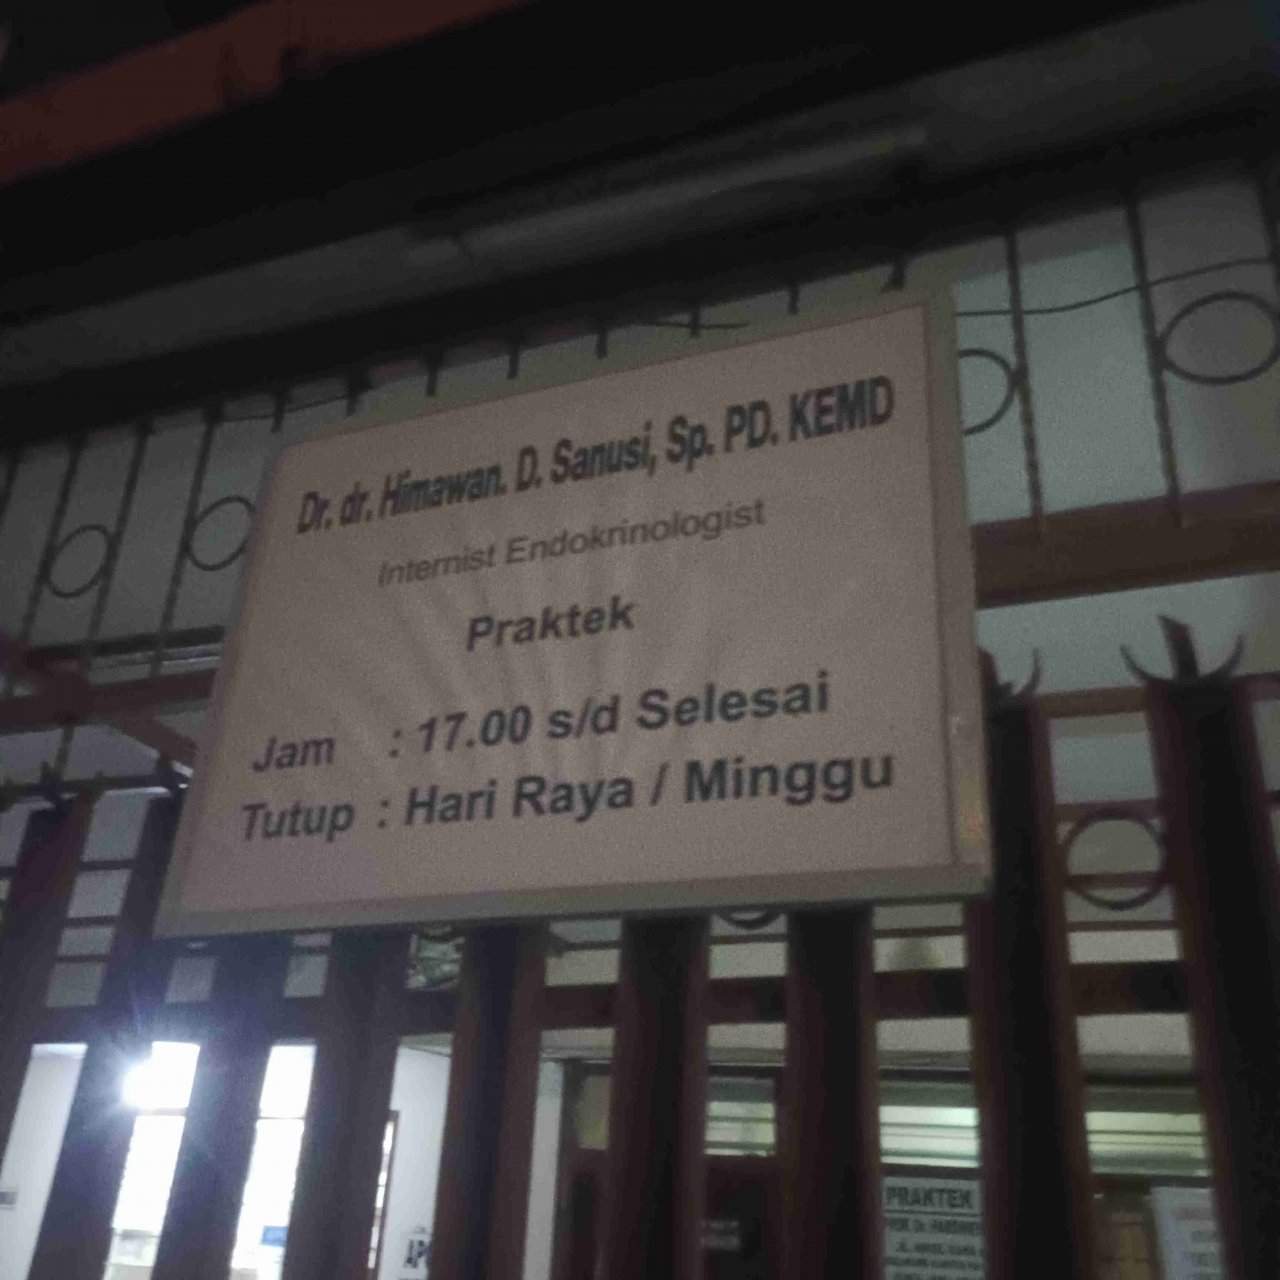 Dr. dr. Himawan. D. Sanusi, Sp. PD. KEMD
Internist Endokrinologist
Praktek
Jam : 17.00 s/d Selesai
Tutup : Hari Raya / Minggu
PRAKTEK